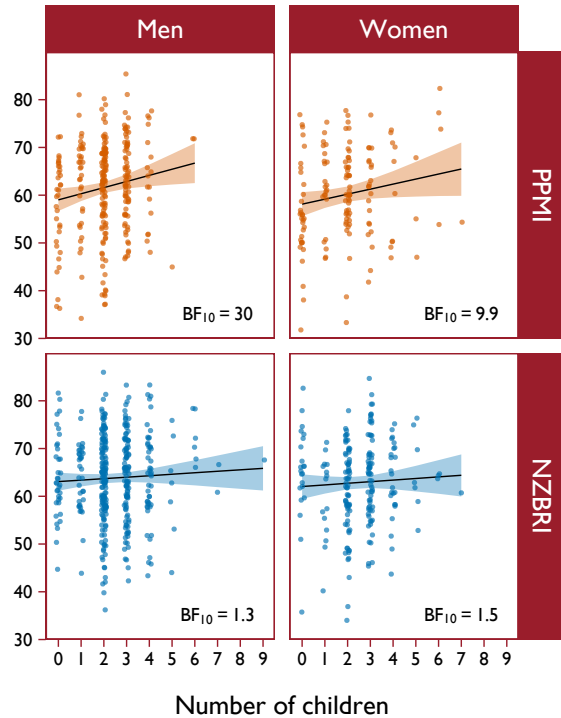 Men Women
80
70
60
50
40
30
BF10 = 30 BF10 = 9.9
PPMI
80
70
60
50
40
30
BF10 = 1.3 BF10 = 1.5
NZBRI
0 1 2 3 4 5 6 7 8 9 0 1 2 3 4 5 6 7 8 9
Number of children